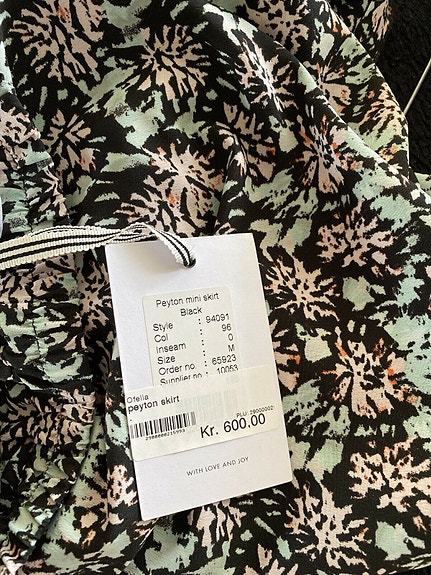 Peyton mini skirt
Black
Style : 94091
Col : 96
Inseam : 0
Size : M
Order no. : 65923
Supplier no : 10053
Ofelia
peyton skirt
PLU: 29000002
Kr. 600.00
WITH LOVE AND JOY